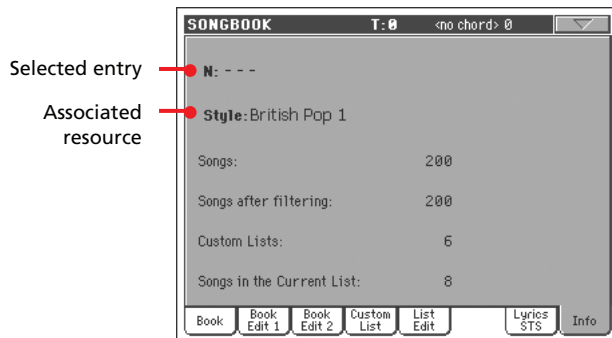 SONGBOOK T:0 <no chord> 0
Selected entry
N: - - -
Associated resource
Style:British Pop 1
Songs: 200
Songs after filtering: 200
Custom Lists: 6
Songs in the Current List: 8
Book Book Edit 1 Book Edit 2 Custom List List Edit Lyrics STS Info